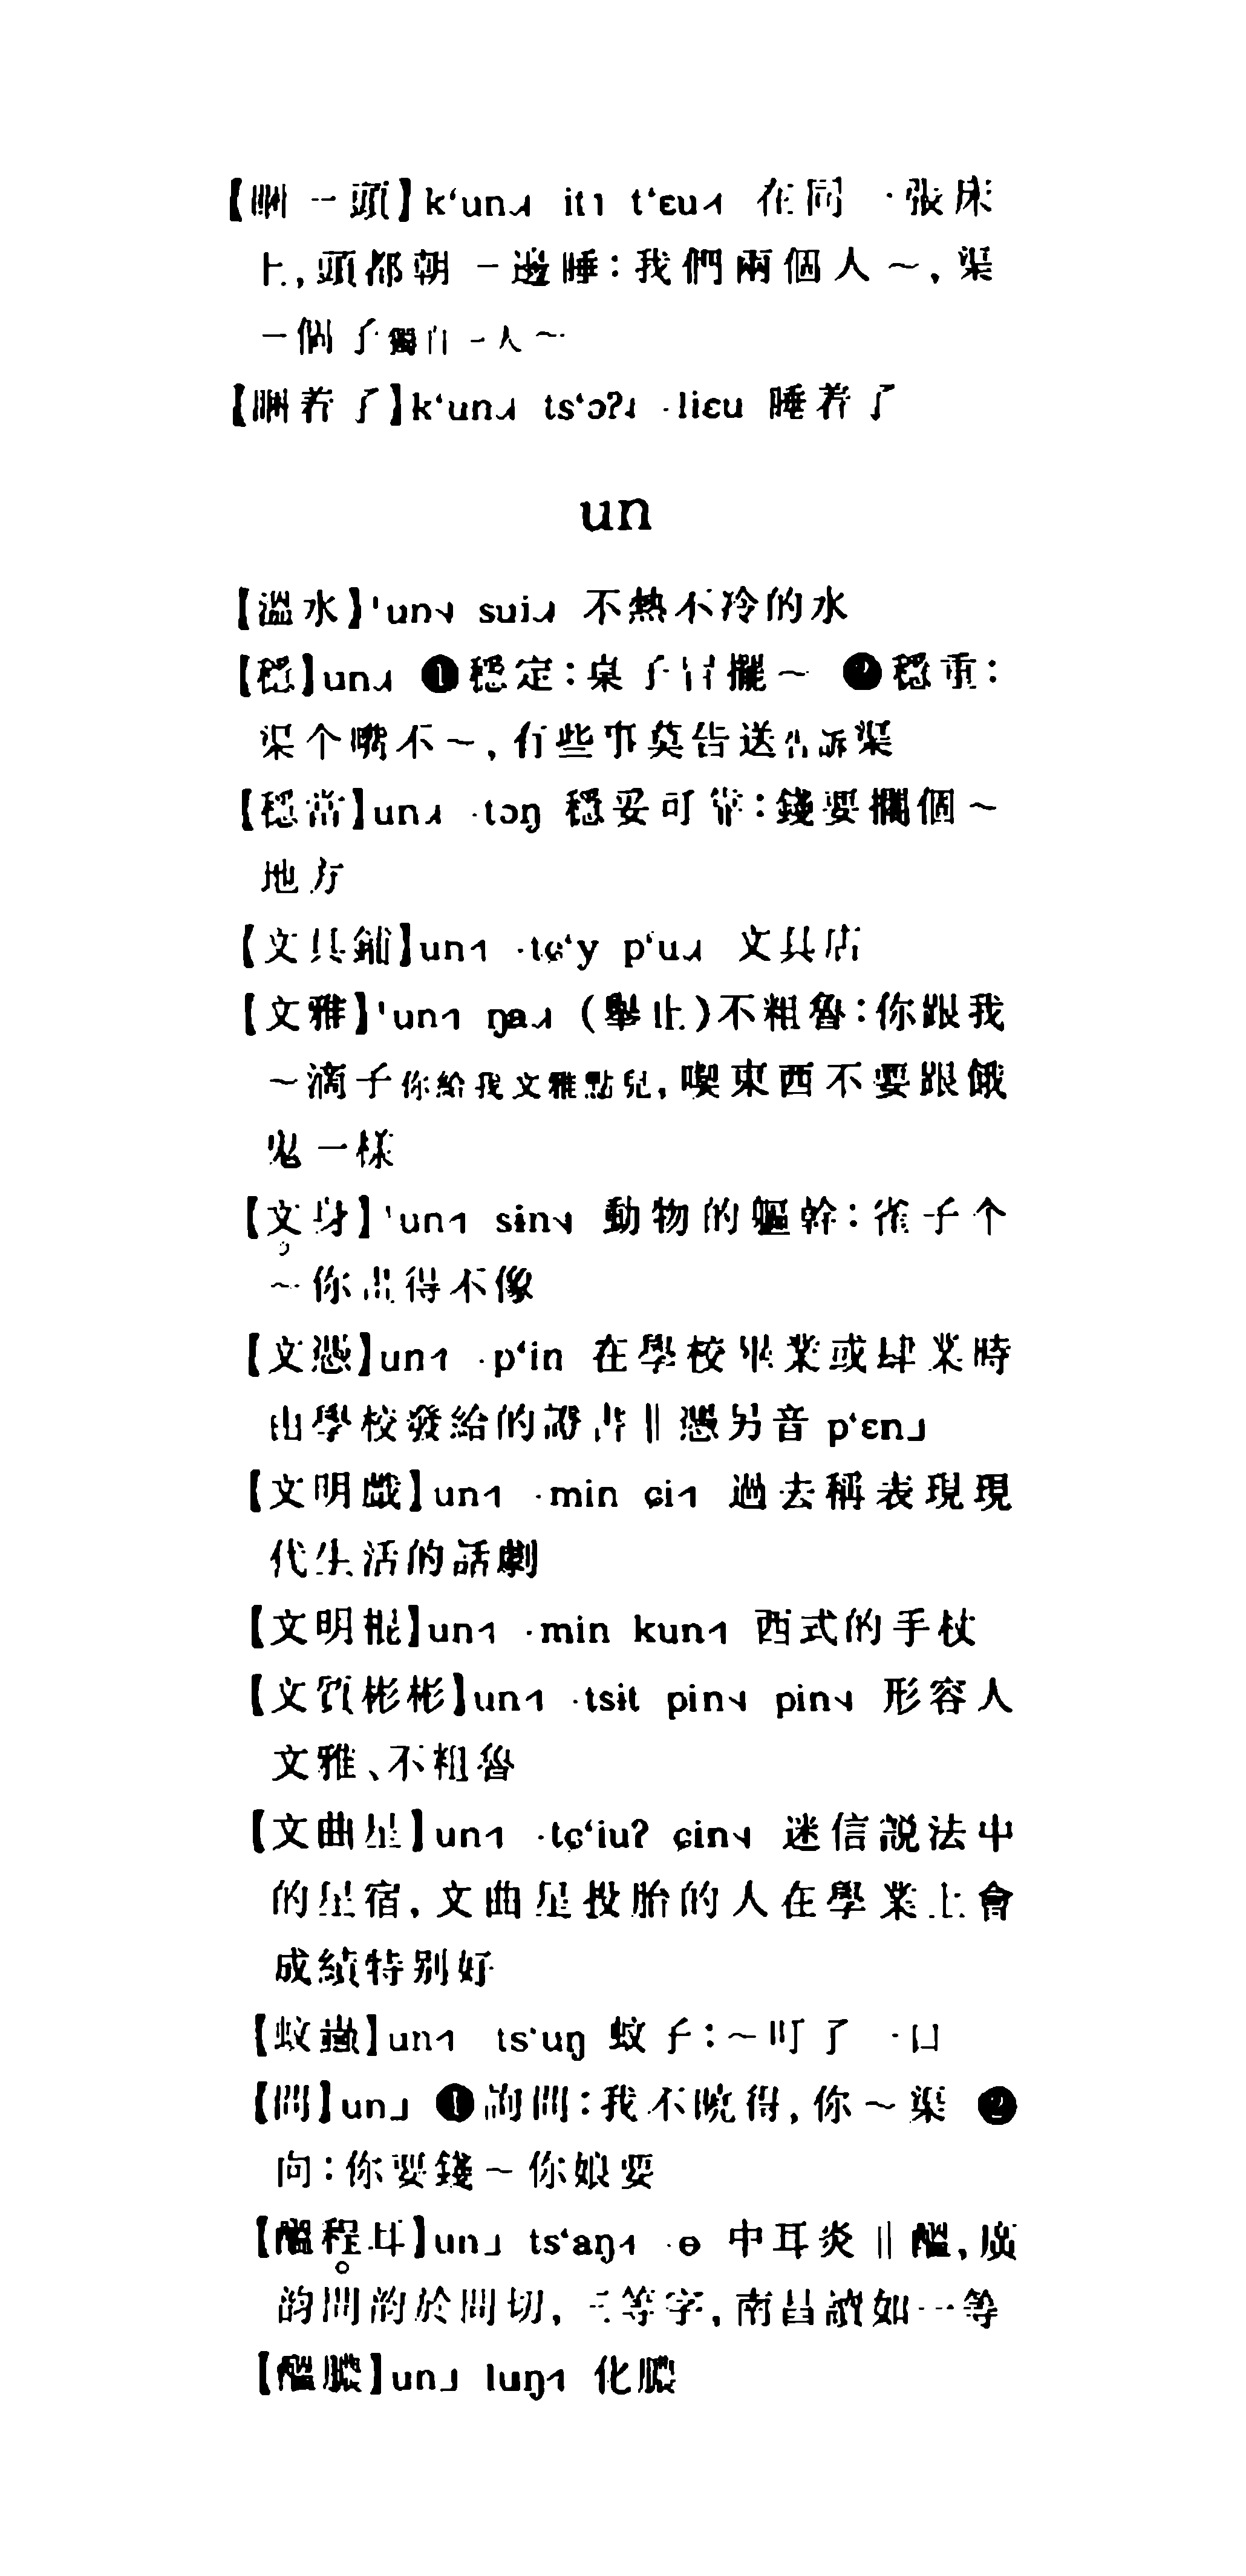 【睏一頭】k‘un˨˩˧ it˥ t‘ɛu˨˦ 在同一張床
上，頭都朝一邊睡：我們兩個人～，渠
一個子獨自一人～
【睏着了】k‘un˨˩˧ ts‘ɔʔ˨ ·liɛu 睡着了
un
【溫水】ˈun˦˨ sui˨˩˧ 不熱不冷的水
【穩】un˨˩˧ ❶穩定：桌子冒擺～ ❷穩重：
渠个嘴不～，有些事莫告送告訴渠
【穩當】un˨˩˧ ·tɔŋ 穩妥可靠：錢要擱個～
地方
【文具鋪】un˧˥ ·tɕ‘y p‘u˨˩˧ 文具店
【文雅】ˈun˧˥ ŋa˨˩˧ （舉止）不粗魯：你跟我
～滴子你給我文雅點兒，喫東西不要跟餓
鬼一樣
【文身】ˈun˧˥ sɨn˦˨ 動物的軀幹：雀子个
～你畫得不像
【文憑】un˧˥ ·p‘in 在學校畢業或肄業時
由學校發給的證書‖憑另音 p‘ɛn˩
【文明戲】un˧˥ ·min ɕi˧˥ 過去稱表現現
代生活的話劇
【文明棍】un˧˥ ·min kun˧˥ 西式的手杖
【文質彬彬】un˧˥ ·tsɨt pin˦˨ pin˦˨ 形容人
文雅、不粗魯
【文曲星】un˧˥ ·tɕ‘iuʔ ɕin˦˨ 迷信説法中
的星宿，文曲星投胎的人在學業上會
成績特别好
【蚊蟲】un˧˥ ts‘uŋ 蚊子：～叮了一口
【問】un˩ ❶詢問：我不曉得，你～渠 ❷
向：你要錢～你娘要
【醞程耳】un˩ ts‘aŋ˧˥ ·ɵ 中耳炎‖醞，廣
韵問韵於問切，三等字，南昌讀如一等
【醞膿】un˩ luŋ˧˥ 化膿